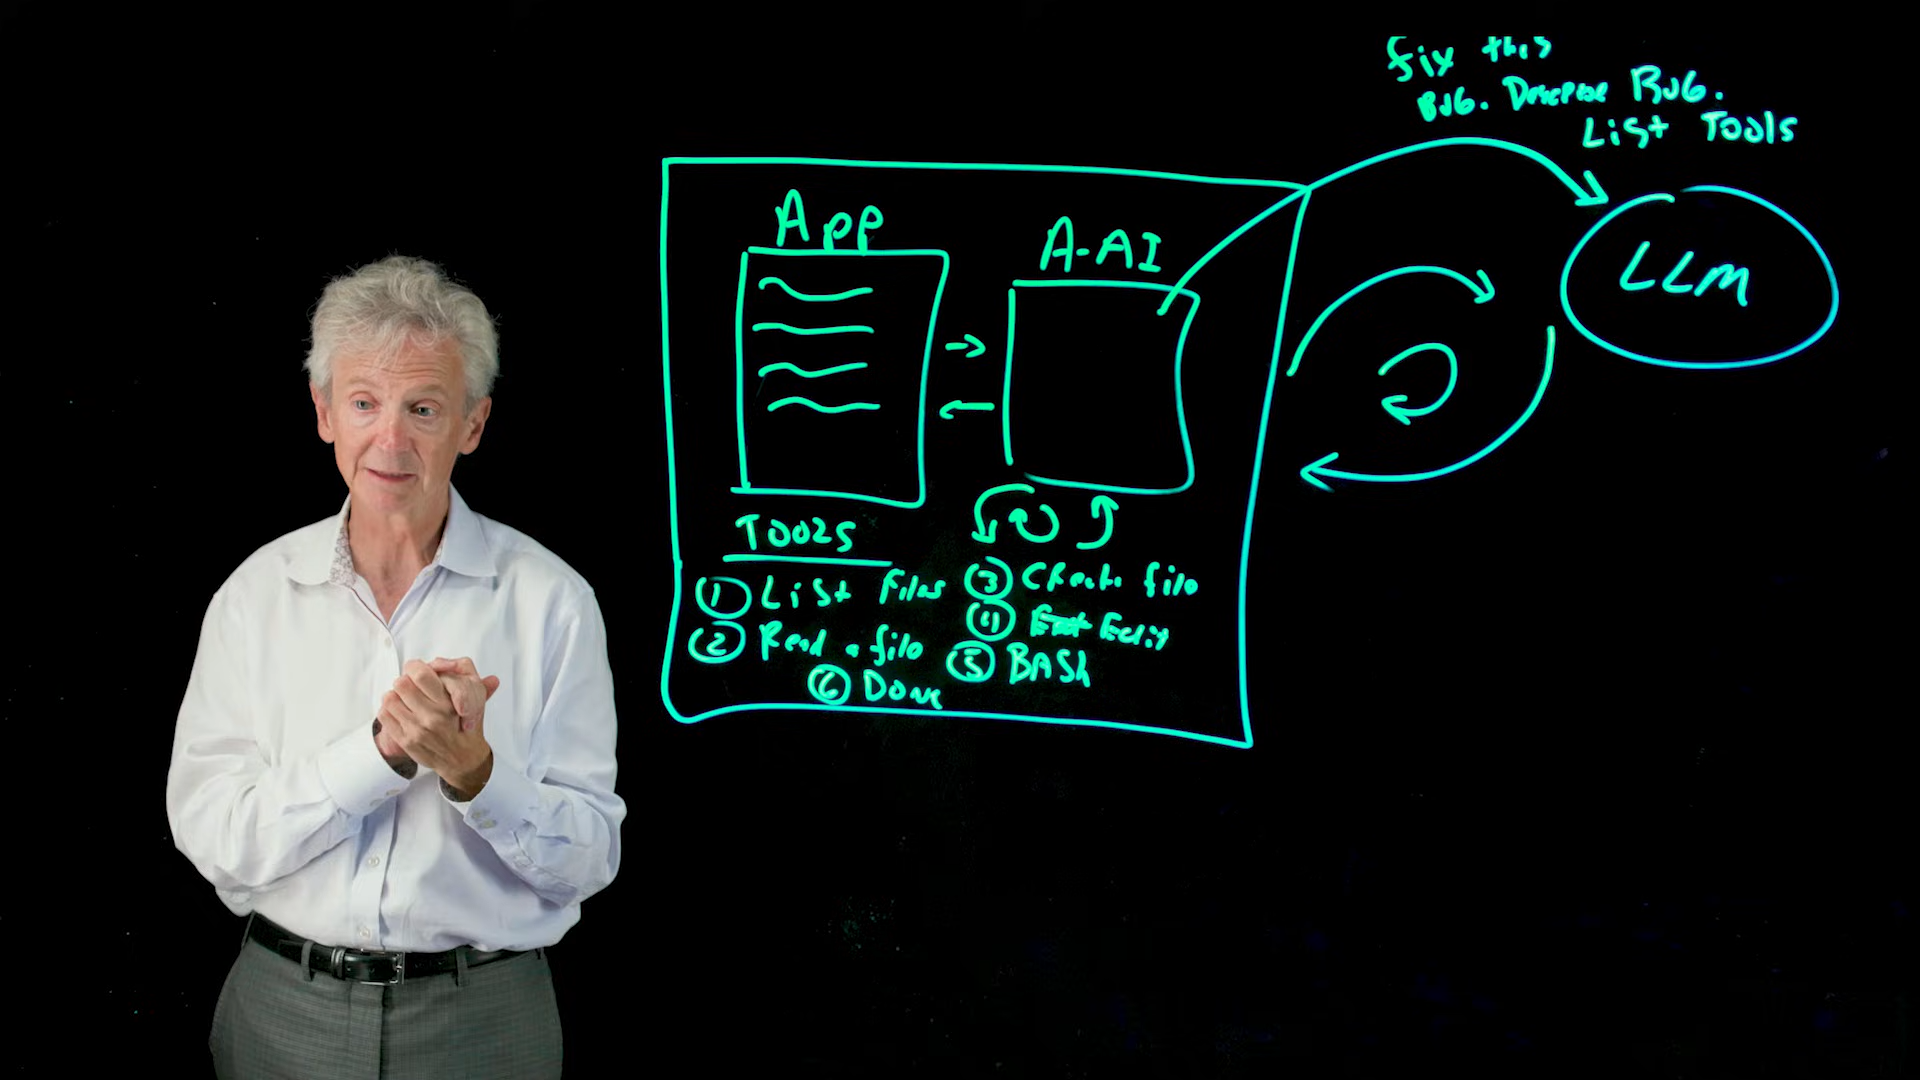 fix this
BUG. Describe BUG.
List Tools
App
A-AI
LLM
TOOLS
① List files
② Read a file
③ Create file
④ Edit
⑤ BASh
⑥ Done